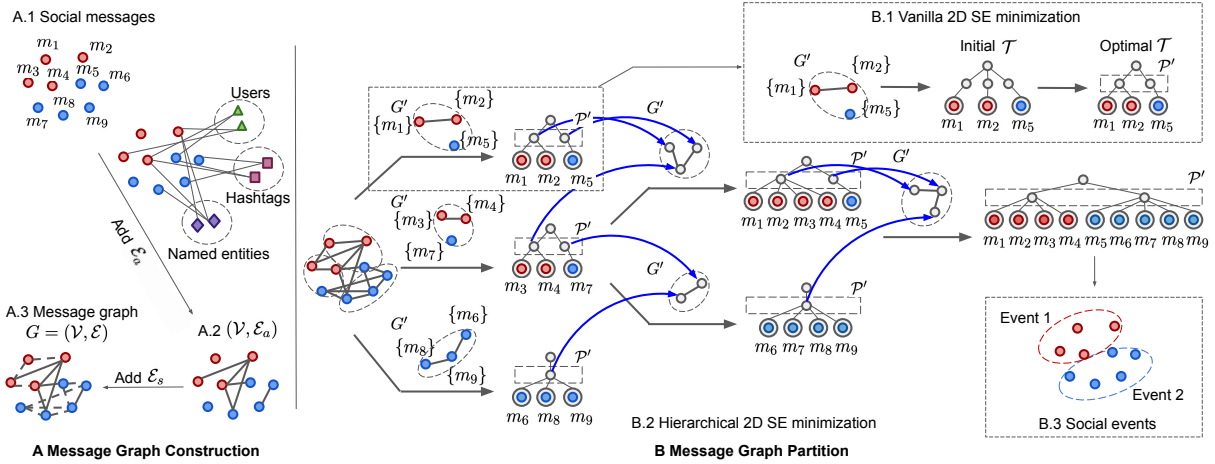 A.1 Social messages
m₁ m₂
m₃ m₄ m₅ m₆
m₇ m₈ m₉
Users
Hashtags
Named entities
Add ℰₐ
A.3 Message graph
G = (𝒱, ℰ)
A.2 (𝒱, ℰₐ)
Add ℰₛ
A Message Graph Construction
G′
{m₁} {m₂}
{m₅}
𝒫′
m₁ m₂ m₅
G′
G′
{m₃} {m₄}
{m₇}
𝒫′
m₃ m₄ m₇
G′
{m₈} {m₆}
{m₉}
𝒫′
m₆ m₈ m₉
G′
𝒫′
m₁ m₂ m₃ m₄ m₅
G′
𝒫′
m₆ m₇ m₈ m₉
B.2 Hierarchical 2D SE minimization
B Message Graph Partition
B.1 Vanilla 2D SE minimization
G′
{m₁} {m₂}
{m₅}
Initial 𝒯
m₁ m₂ m₅
Optimal 𝒯
𝒫′
m₁ m₂ m₅
𝒫′
m₁ m₂ m₃ m₄ m₅ m₆ m₇ m₈ m₉
Event 1
Event 2
B.3 Social events